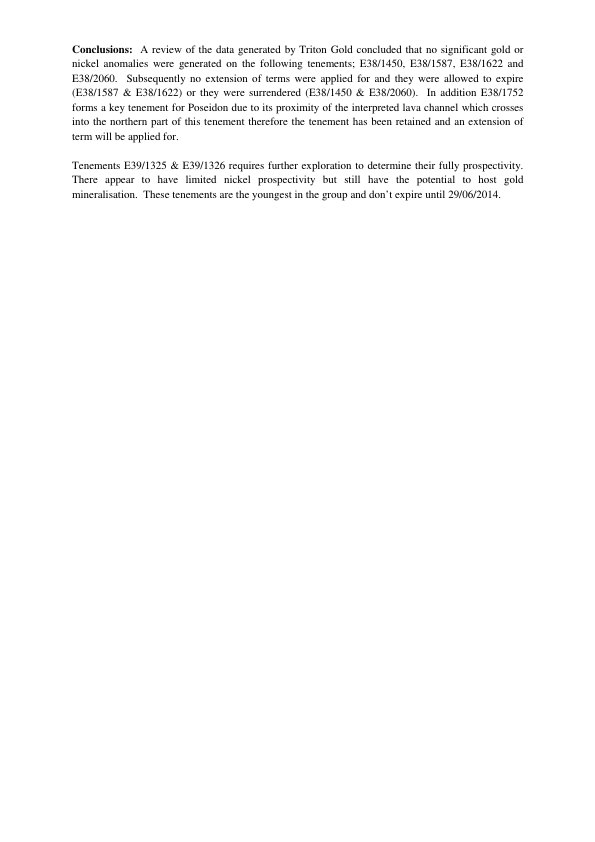 Conclusions:  A review of the data generated by Triton Gold concluded that no significant gold or
nickel anomalies were generated on the following tenements; E38/1450, E38/1587, E38/1622 and
E38/2060.  Subsequently no extension of terms were applied for and they were allowed to expire
(E38/1587 & E38/1622) or they were surrendered (E38/1450 & E38/2060).  In addition E38/1752
forms a key tenement for Poseidon due to its proximity of the interpreted lava channel which crosses
into the northern part of this tenement therefore the tenement has been retained and an extension of
term will be applied for.
Tenements E39/1325 & E39/1326 requires further exploration to determine their fully prospectivity.
There appear to have limited nickel prospectivity but still have the potential to host gold
mineralisation.  These tenements are the youngest in the group and don’t expire until 29/06/2014.